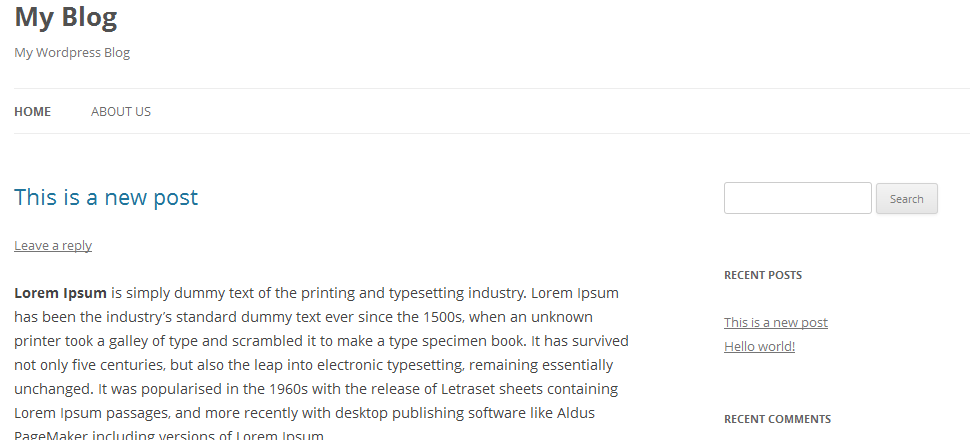 My Blog
My Wordpress Blog
HOME ABOUT US
This is a new post
Leave a reply
Lorem Ipsum is simply dummy text of the printing and typesetting industry. Lorem Ipsum
has been the industry’s standard dummy text ever since the 1500s, when an unknown
printer took a galley of type and scrambled it to make a type specimen book. It has survived
not only five centuries, but also the leap into electronic typesetting, remaining essentially
unchanged. It was popularised in the 1960s with the release of Letraset sheets containing
Lorem Ipsum passages, and more recently with desktop publishing software like Aldus
PageMaker including versions of Lorem Ipsum.
Search
RECENT POSTS
This is a new post
Hello world!
RECENT COMMENTS